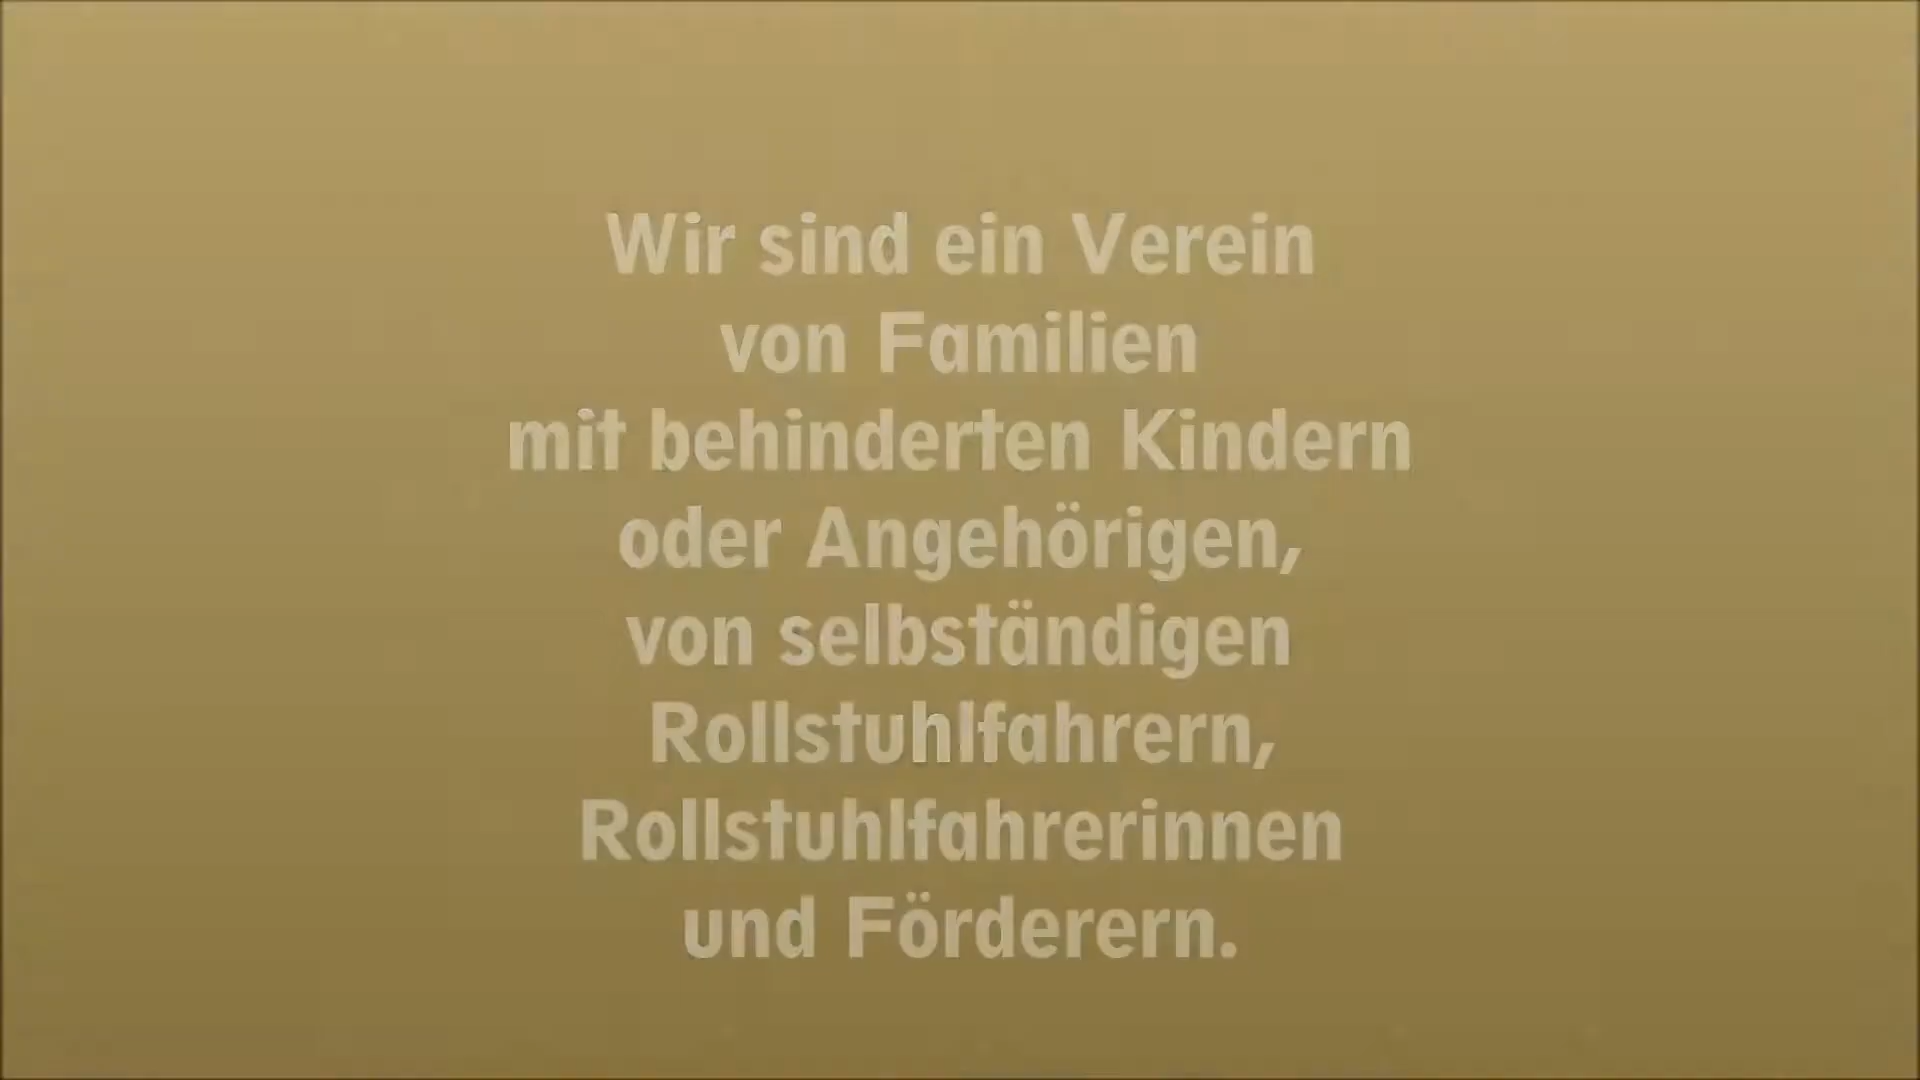 Wir sind ein Verein
von Familien
mit behinderten Kindern
oder Angehörigen,
von selbständigen
Rollstuhlfahrern,
Rollstuhlfahrerinnen
und Förderern.